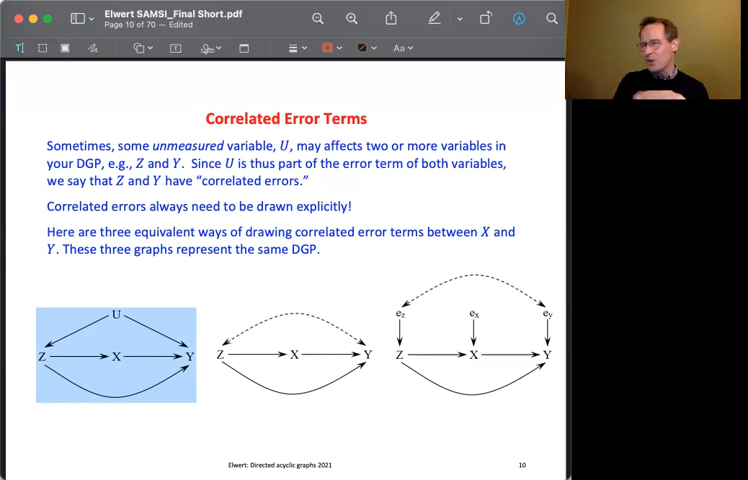 Elwert SAMSI_Final Short.pdf
Page 10 of 70 – Edited
Aa
Correlated Error Terms
Sometimes, some unmeasured variable, U, may affects two or more variables in
your DGP, e.g., Z and Y. Since U is thus part of the error term of both variables,
we say that Z and Y have “correlated errors.”
Correlated errors always need to be drawn explicitly!
Here are three equivalent ways of drawing correlated error terms between X and
Y. These three graphs represent the same DGP.
U
Z X Y
Z X Y
ez ex ey
Z X Y
Elwert: Directed acyclic graphs 2021 10